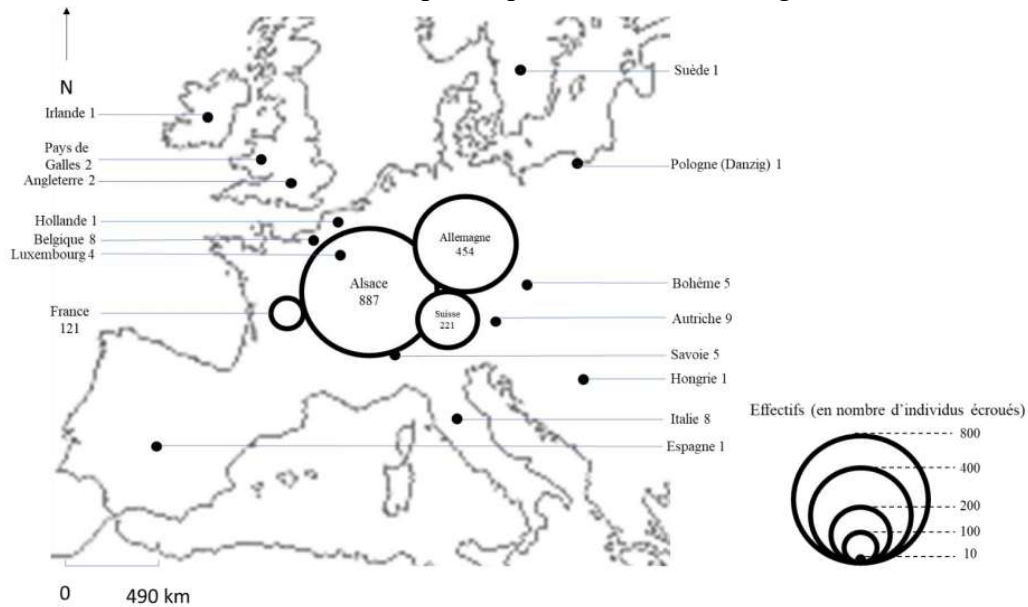 N
Irlande 1
Pays de
Galles 2
Angleterre 2
Hollande 1
Belgique 8
Luxembourg 4
France
121
Alsace
887
Allemagne
454
Suisse
221
Suède 1
Pologne (Danzig) 1
Bohême 5
Autriche 9
Savoie 5
Hongrie 1
Italie 8
Espagne 1
0 490 km
Effectifs (en nombre d'individus écroués)
800
400
200
100
10